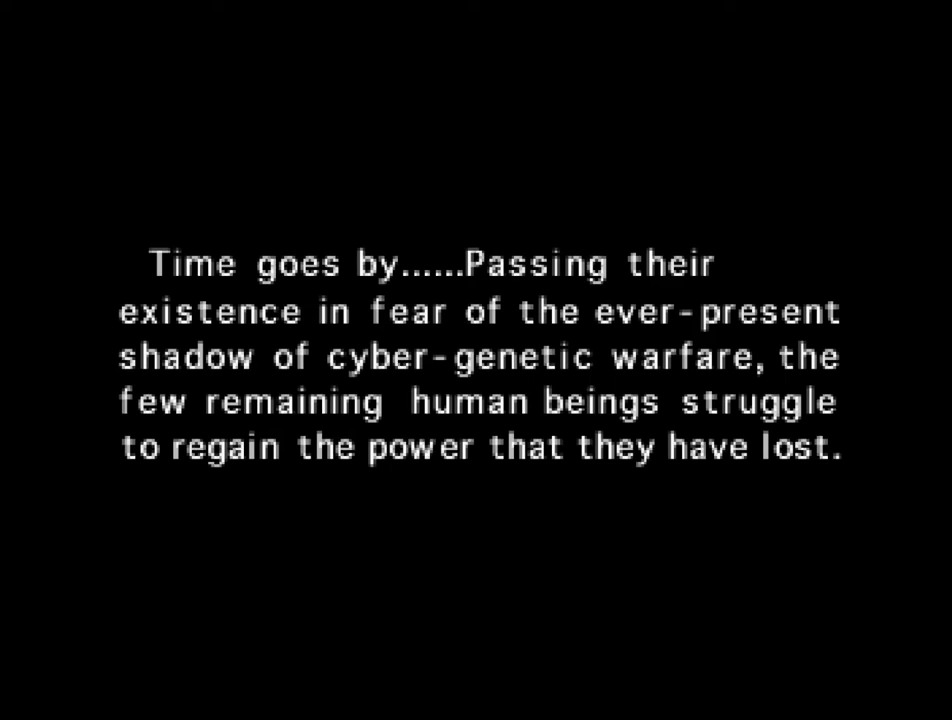 Time goes by......Passing their
existence in fear of the ever-present
shadow of cyber-genetic warfare, the
few remaining human beings struggle
to regain the power that they have lost.